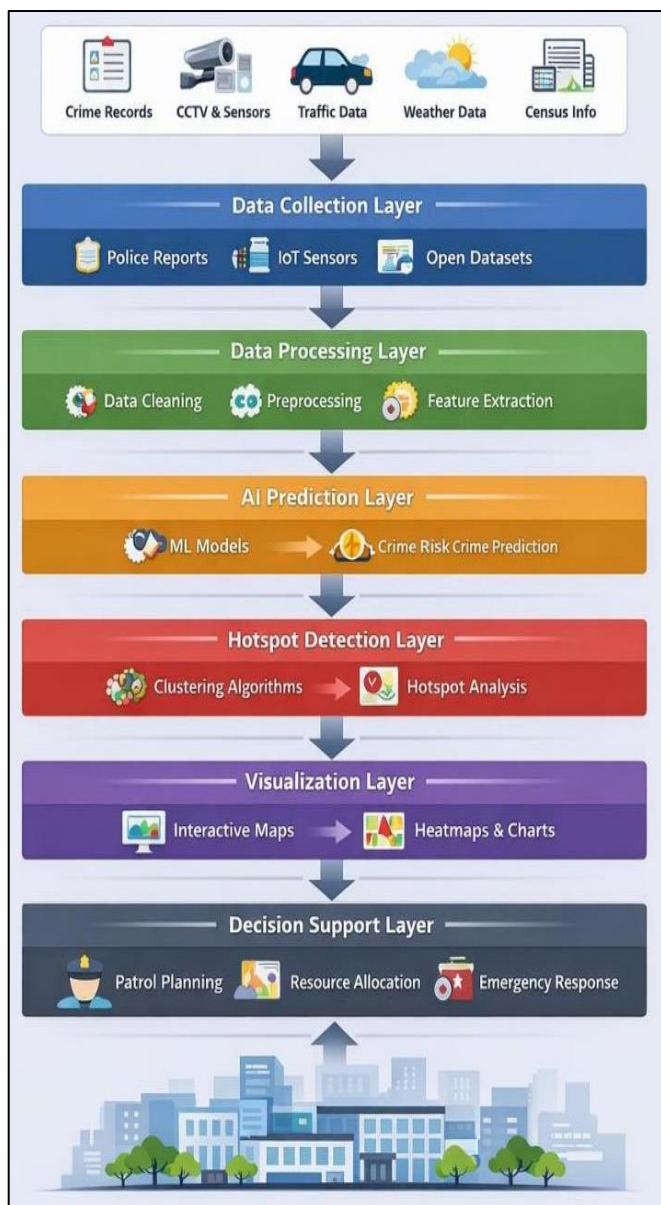 Crime Records CCTV & Sensors Traffic Data Weather Data Census Info
Data Collection Layer
Police Reports IoT Sensors Open Datasets
Data Processing Layer
Data Cleaning Preprocessing Feature Extraction
AI Prediction Layer
ML Models Crime Risk Crime Prediction
Hotspot Detection Layer
Clustering Algorithms Hotspot Analysis
Visualization Layer
Interactive Maps Heatmaps & Charts
Decision Support Layer
Patrol Planning Resource Allocation Emergency Response